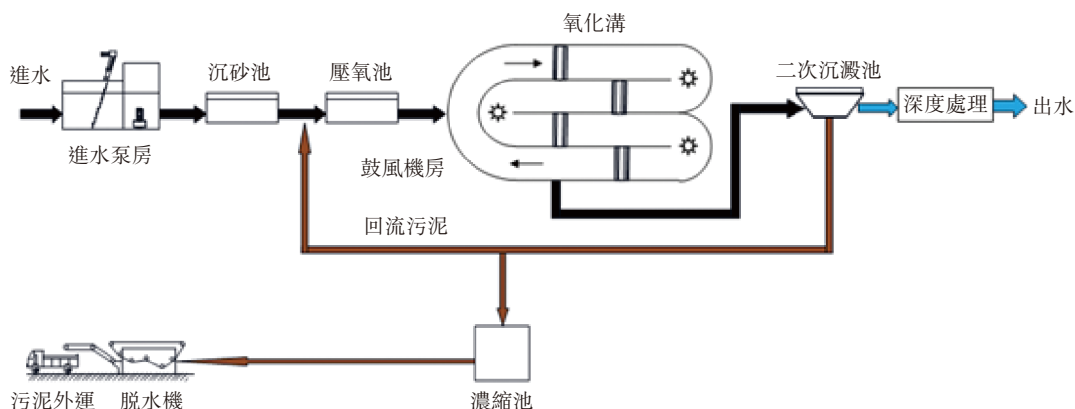 氧化溝
二次沉澱池
進水
沉砂池
壓氧池
深度處理
出水
進水泵房
鼓風機房
回流污泥
污泥外運
脱水機
濃縮池